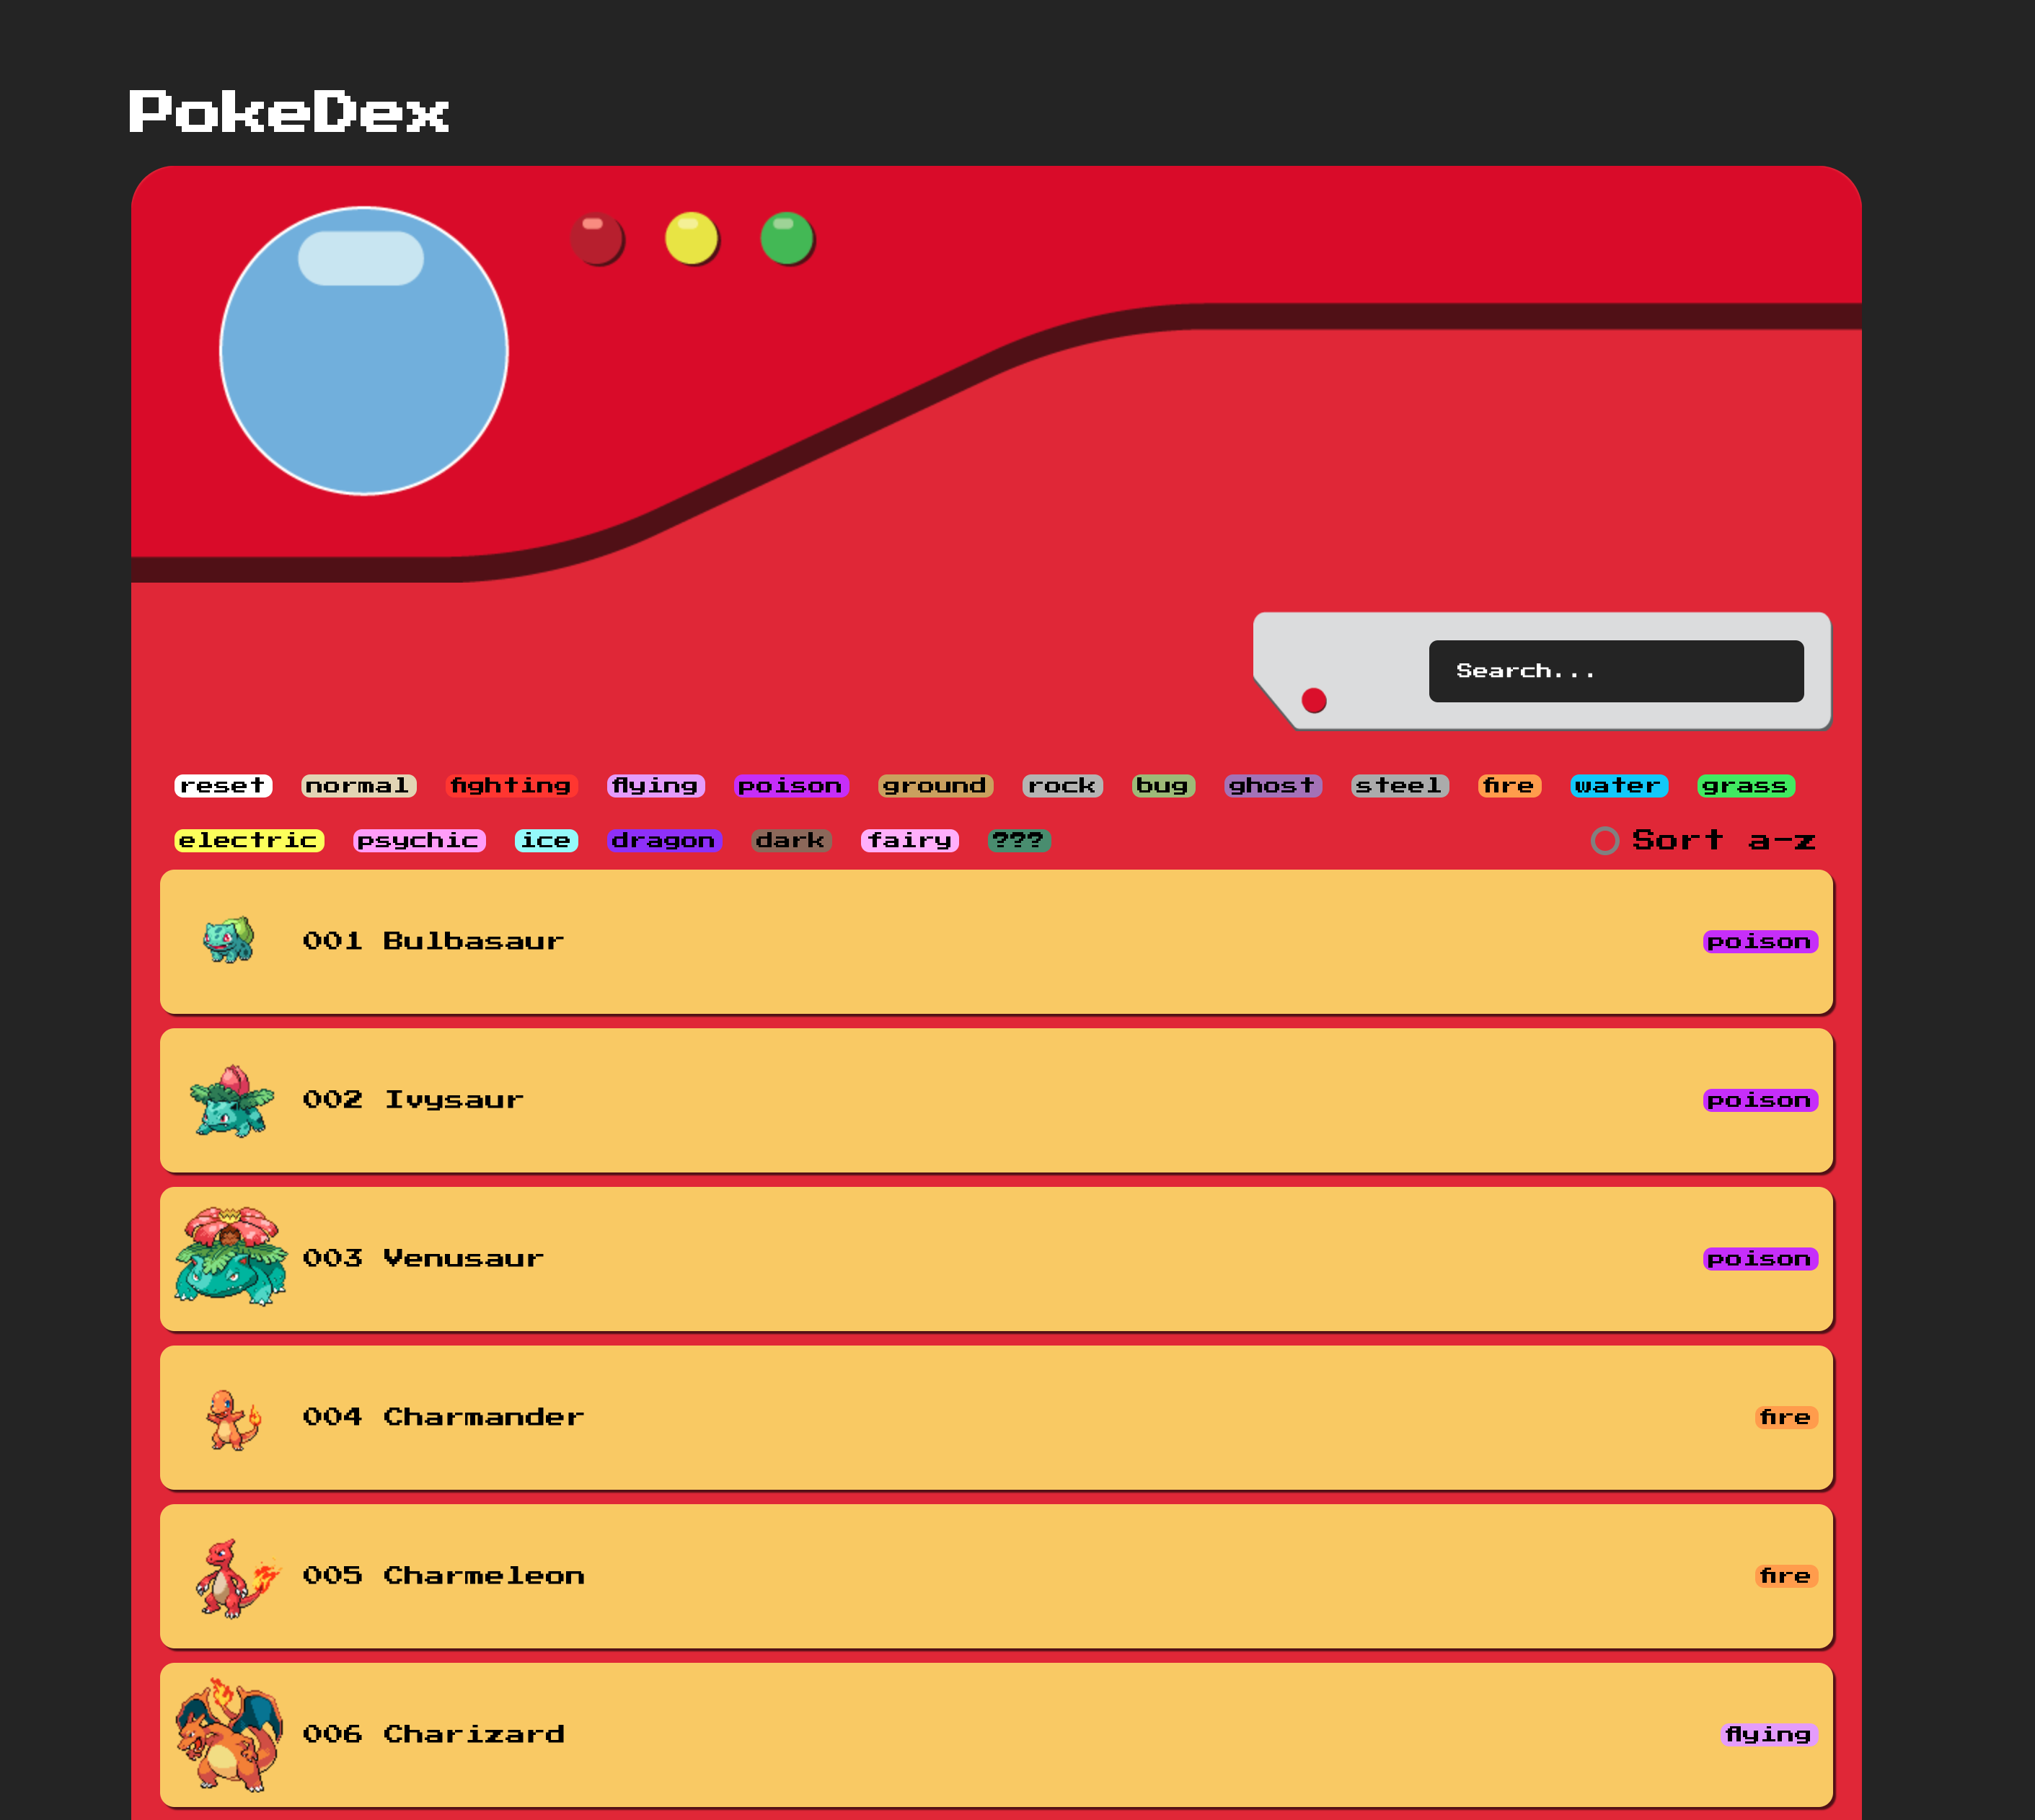 PokeDex
Search...
reset normal fighting flying poison ground rock bug ghost steel fire water grass
electric psychic ice dragon dark fairy ???
Sort a-z
001 Bulbasaur poison
002 Ivysaur poison
003 Venusaur poison
004 Charmander fire
005 Charmeleon fire
006 Charizard flying